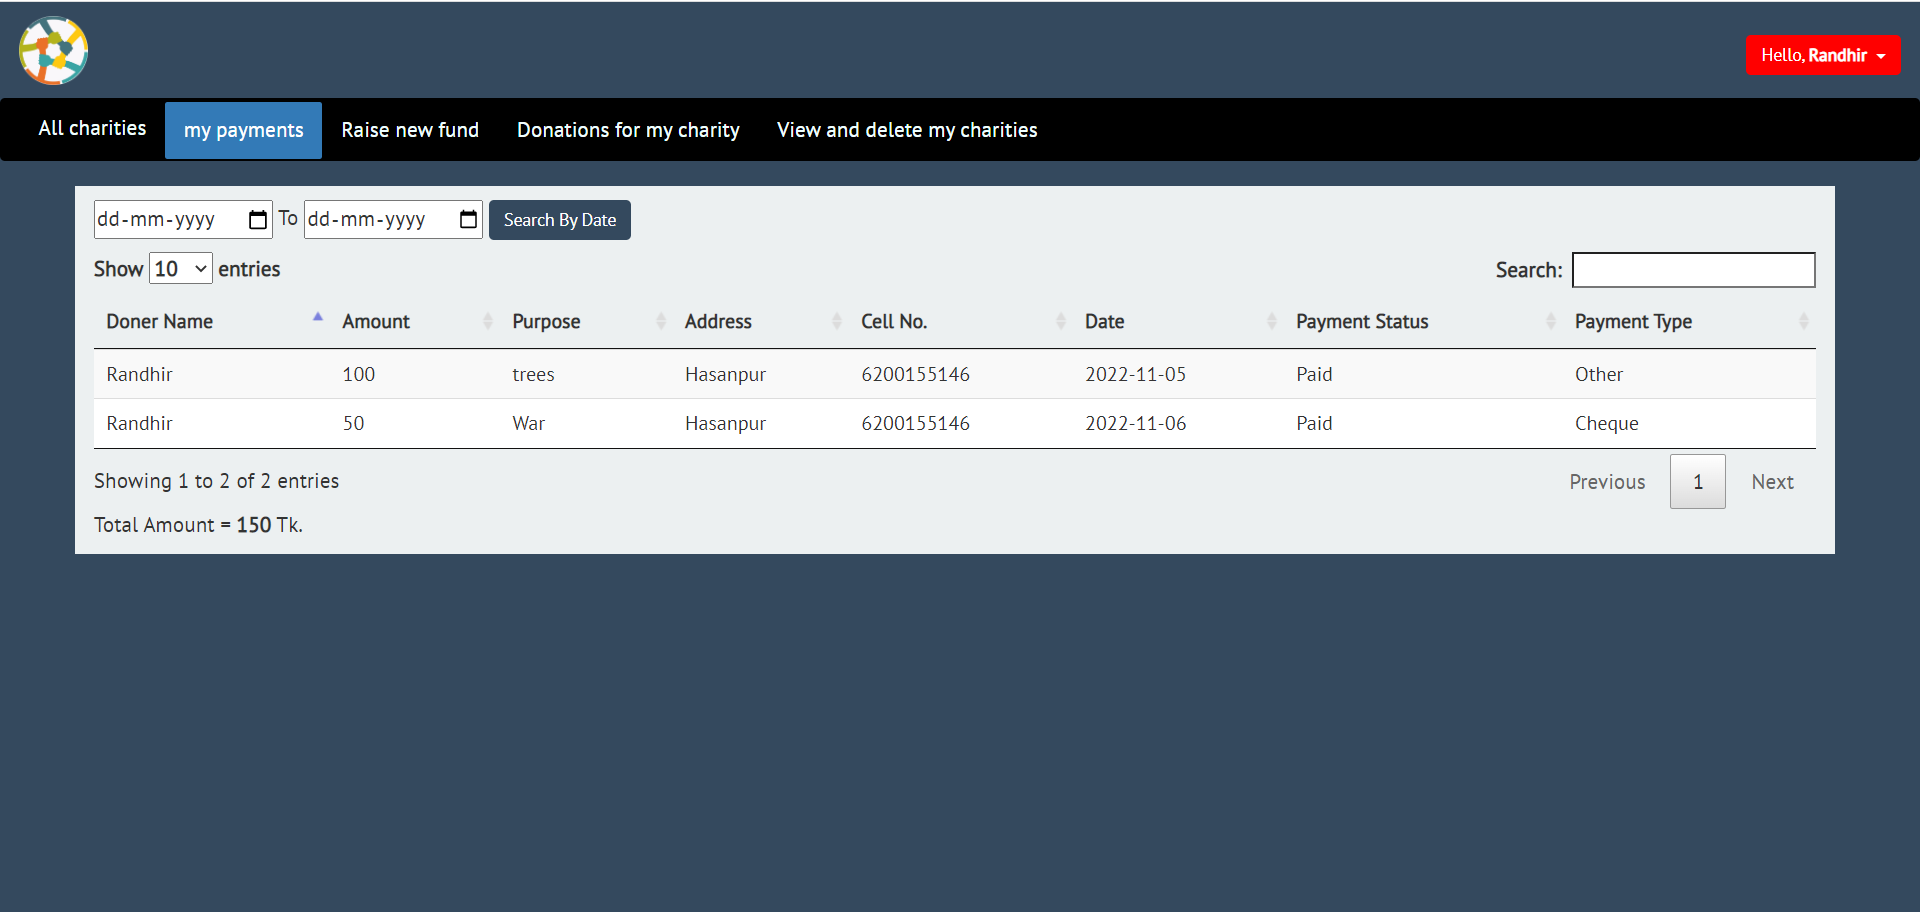 Hello, Randhir
All charities my payments Raise new fund Donations for my charity View and delete my charities
dd-mm-yyyy To dd-mm-yyyy Search By Date
Show 10 entries Search:
Doner Name Amount Purpose Address Cell No. Date Payment Status Payment Type
Randhir 100 trees Hasanpur 6200155146 2022-11-05 Paid Other
Randhir 50 War Hasanpur 6200155146 2022-11-06 Paid Cheque
Showing 1 to 2 of 2 entries Previous 1 Next
Total Amount = 150 Tk.